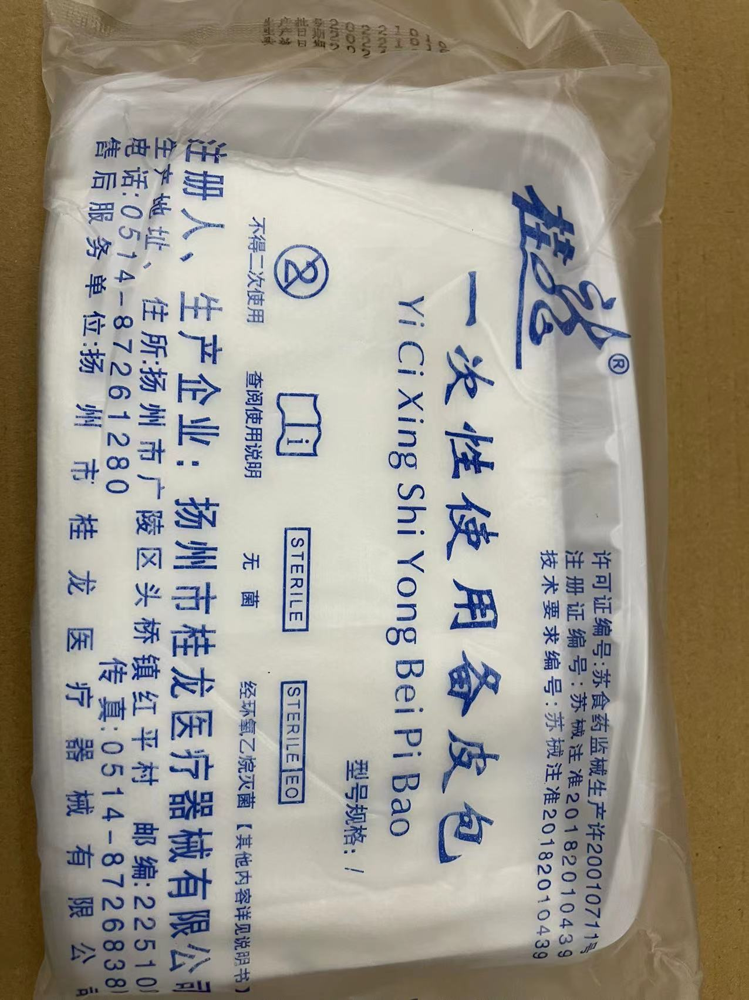 桂龙®
许可证编号:苏食药监械生产许20010711号
注册证编号:苏械注准20182010439
技术要求编号:苏械注准20182010439
一次性使用备皮包
Yi Ci Xing Shi Yong Bei Pi Bao
型号规格: /
2
i
STERILE
STERILE EO
不得二次使用
查阅使用说明
无菌
经环氧乙烷灭菌【其他内容详见说明书】
注册人、生产企业:扬州市桂龙医疗器械有限公司
生产地址、住所:扬州市广陵区头桥镇红平村 邮编:22510
电话:0514-87261280 传真:0514-8726838
售后服务单位:扬州市桂龙医疗器械有限公司